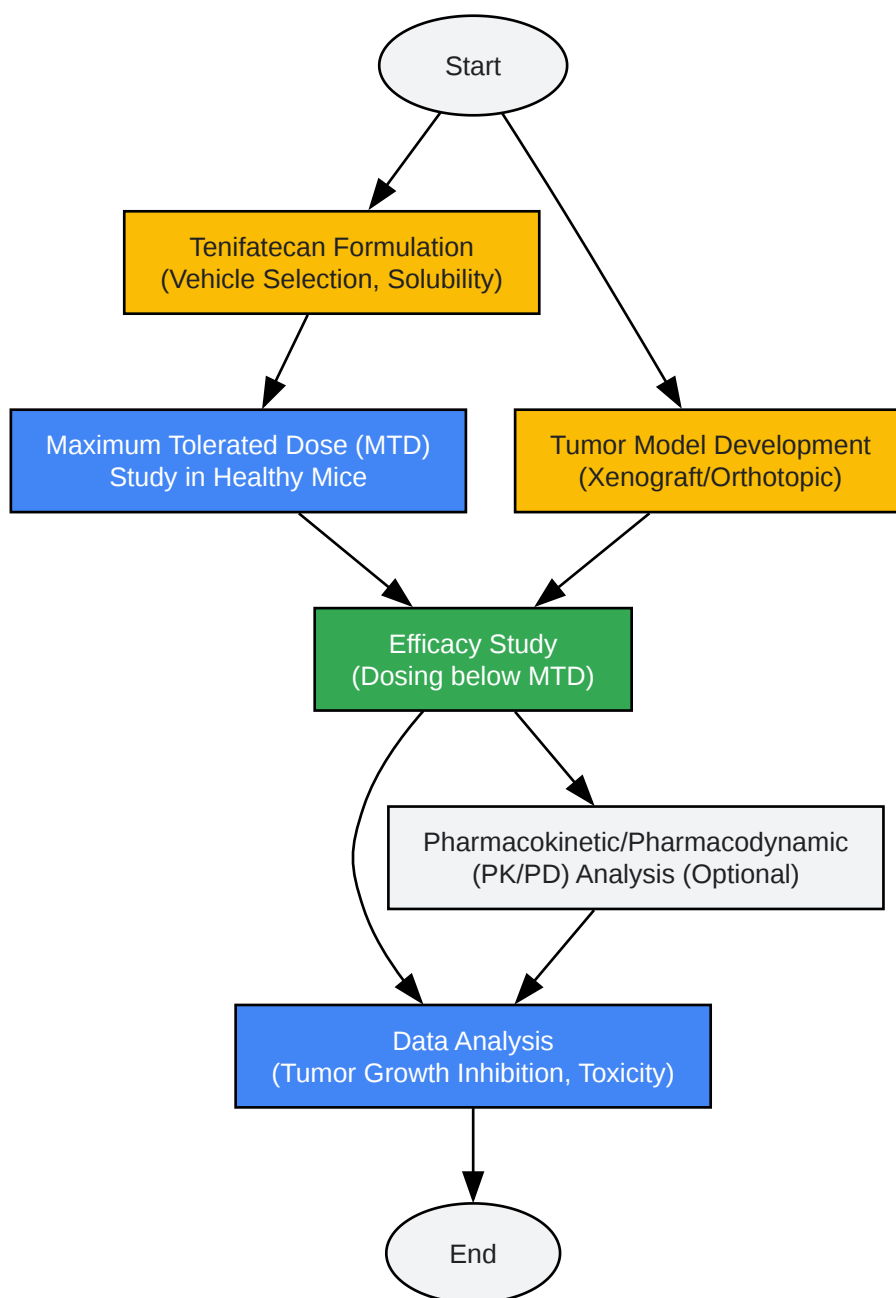 Start
Tenifatecan Formulation
(Vehicle Selection, Solubility)
Maximum Tolerated Dose (MTD)
Study in Healthy Mice
Tumor Model Development
(Xenograft/Orthotopic)
Efficacy Study
(Dosing below MTD)
Pharmacokinetic/Pharmacodynamic
(PK/PD) Analysis (Optional)
Data Analysis
(Tumor Growth Inhibition, Toxicity)
End